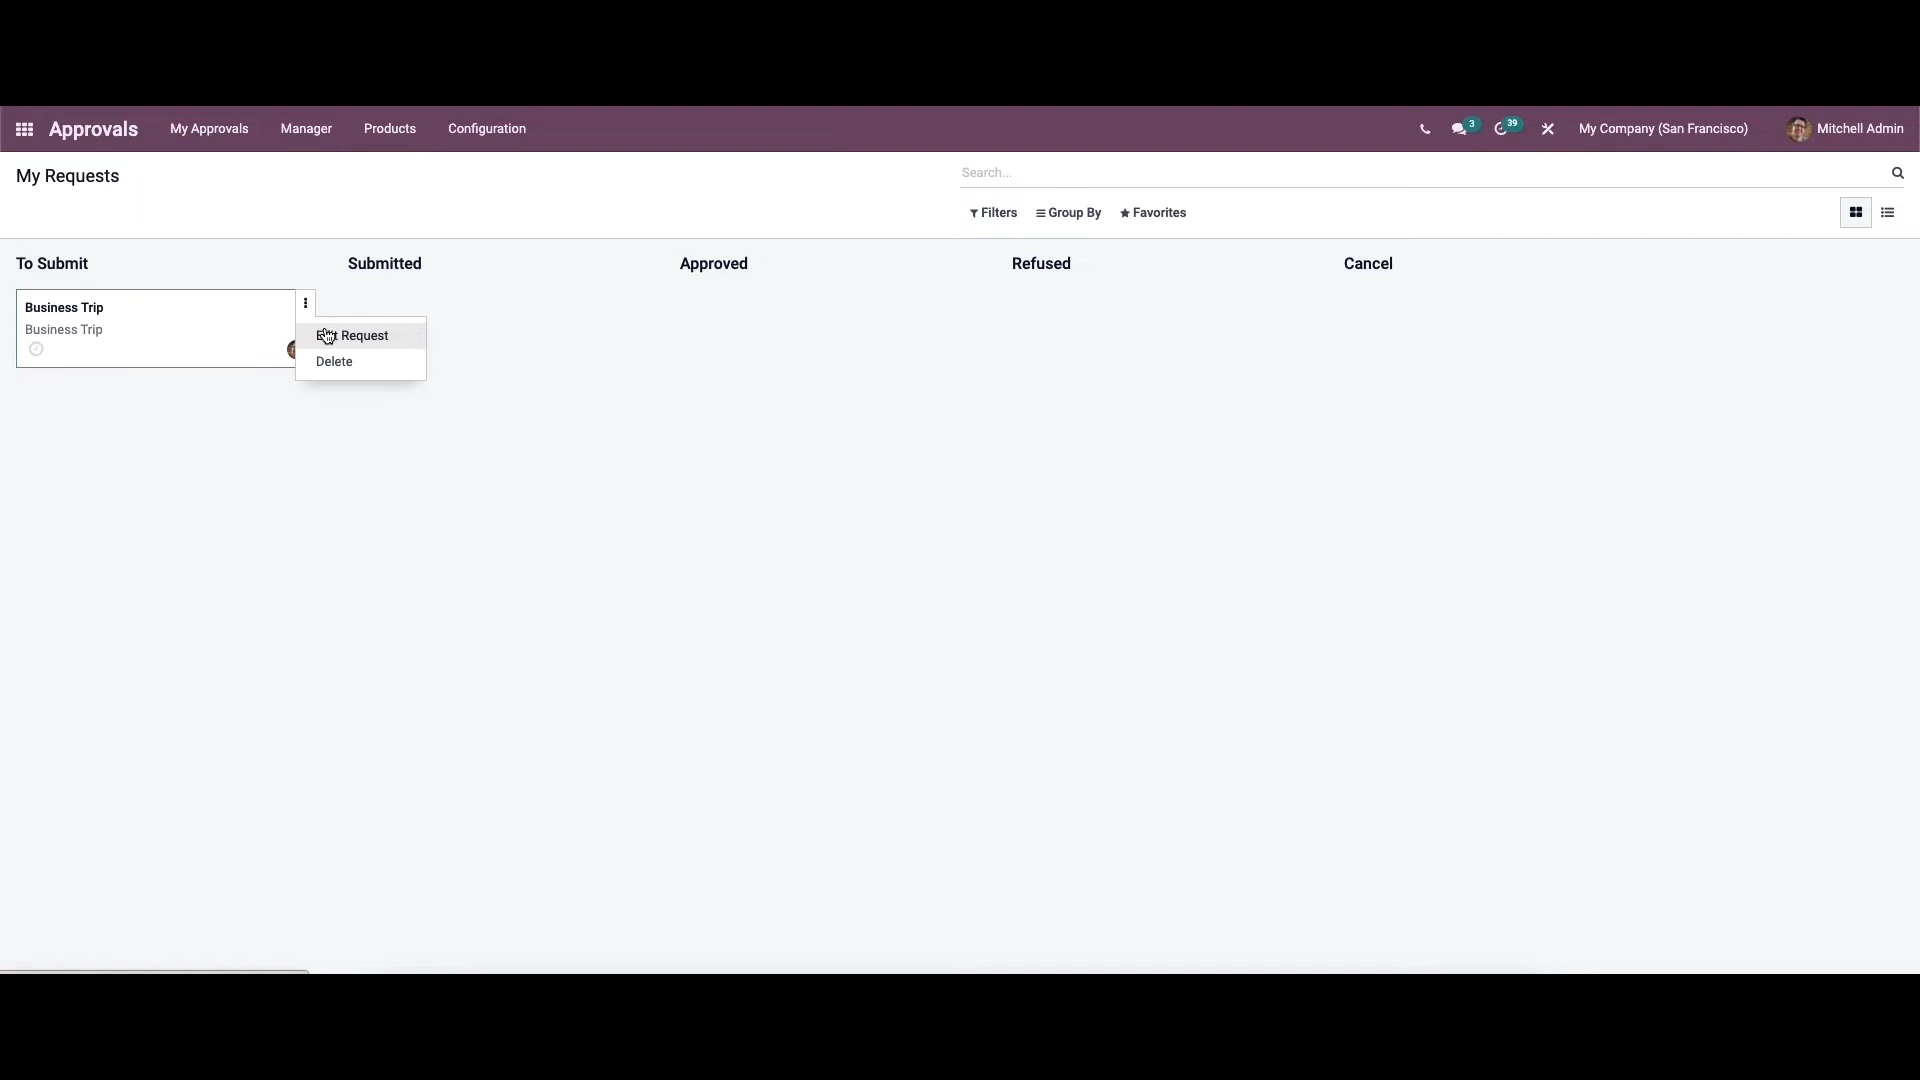 Approvals My Approvals Manager Products Configuration 3 39 My Company (San Francisco) Mitchell Admin
My Requests Search...
Filters Group By Favorites
To Submit Submitted Approved Refused Cancel
Business Trip
Business Trip
Request
Delete